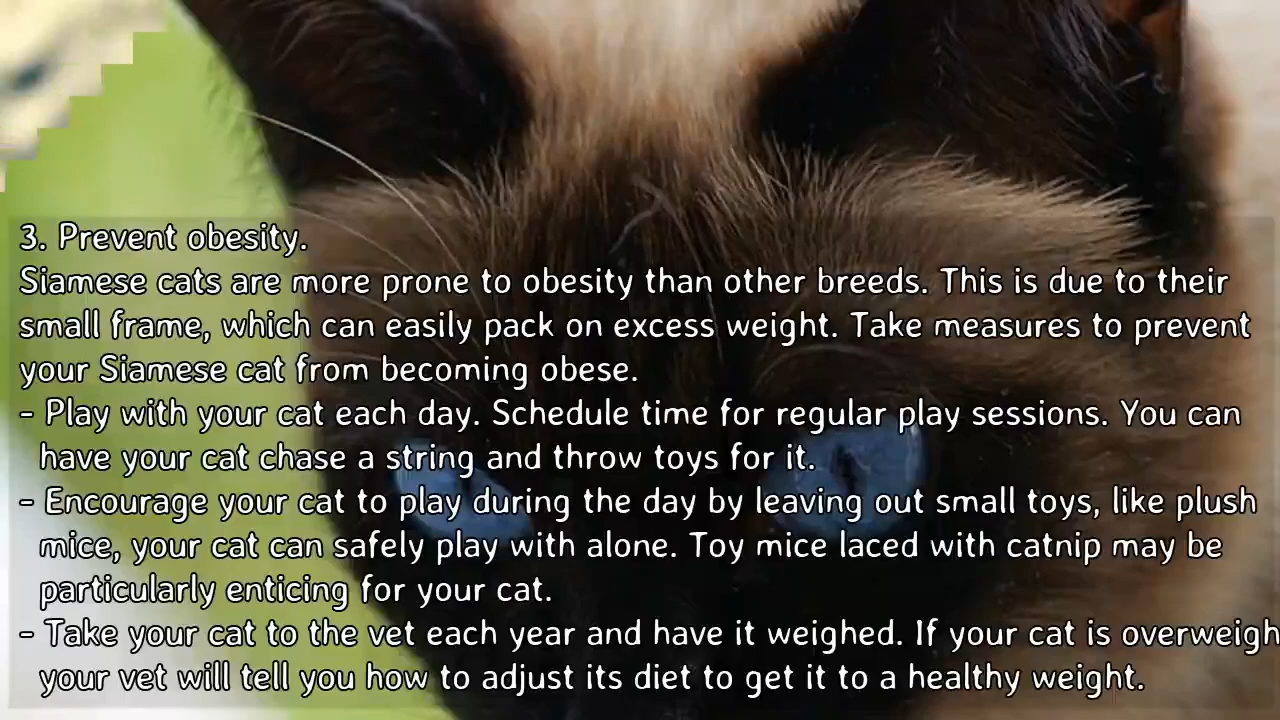 3. Prevent obesity.
Siamese cats are more prone to obesity than other breeds. This is due to their
small frame, which can easily pack on excess weight. Take measures to prevent
your Siamese cat from becoming obese.
- Play with your cat each day. Schedule time for regular play sessions. You can
have your cat chase a string and throw toys for it.
- Encourage your cat to play during the day by leaving out small toys, like plush
mice, your cat can safely play with alone. Toy mice laced with catnip may be
particularly enticing for your cat.
- Take your cat to the vet each year and have it weighed. If your cat is overweigh
your vet will tell you how to adjust its diet to get it to a healthy weight.